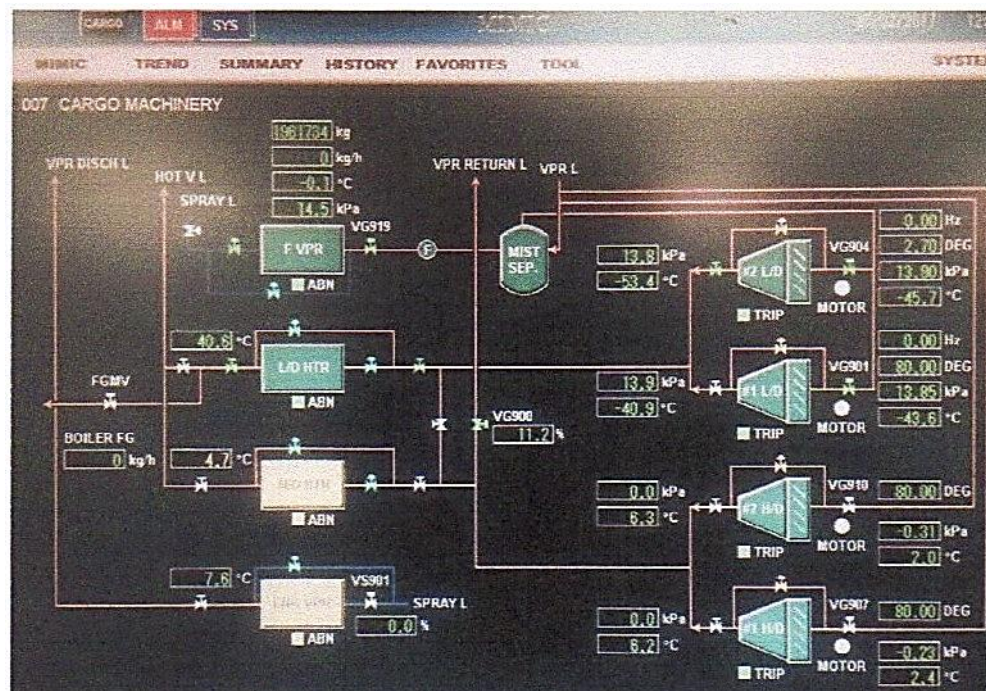 CARGO ALM SYS
MIMIC TREND SUMMARY HISTORY FAVORITES TOOL SYSTEM
007 CARGO MACHINERY
1981734 kg
0 kg/h
-0.1 °C
14.5 kPa
VPR DISCH L
HOT V L
SPRAY L
VPR RETURN L
VPR L
F VPR
VG919
F
ABN
MIST
SEP.
13.8 kPa
-53.4 °C
#2 L/D
TRIP
VG904
MOTOR
0.00 Hz
2.70 DEG
13.80 kPa
-45.7 °C
40.6 °C
L/D HTR
ABN
FGMV
BOILER FG
0 kg/h
VG900
11.2 %
13.9 kPa
-40.9 °C
#1 L/D
TRIP
VG901
MOTOR
0.00 Hz
80.00 DEG
13.85 kPa
-43.6 °C
4.7 °C
HTR
ABN
0.0 kPa
6.3 °C
#2 H/D
TRIP
VG910
MOTOR
80.00 DEG
-0.31 kPa
2.0 °C
7.6 °C
VS901
SPRAY L
0.0 %
ABN
0.0 kPa
6.2 °C
#1 H/D
TRIP
VG907
MOTOR
80.00 DEG
-0.23 kPa
2.4 °C